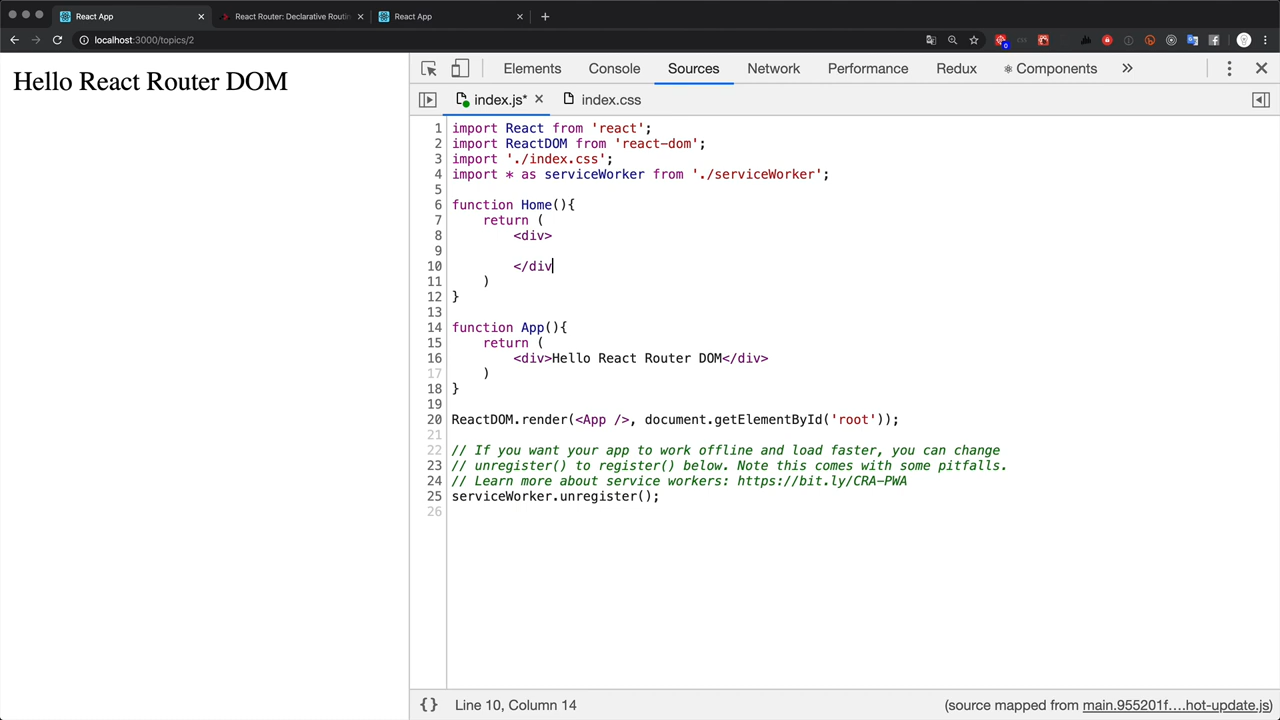 React App
React Router: Declarative Routin
React App
localhost:3000/topics/2
0
Hello React Router DOM
Elements
Console
Sources
Network
Performance
Redux
Components
index.js*
index.css
1 import React from 'react';
2 import ReactDOM from 'react-dom';
3 import './index.css';
4 import * as serviceWorker from './serviceWorker';
5
6 function Home(){
7 return (
8 <div>
9
10 </div
11 )
12 }
13
14 function App(){
15 return (
16 <div>Hello React Router DOM</div>
17 )
18 }
19
20 ReactDOM.render(<App />, document.getElementById('root'));
21
22 // If you want your app to work offline and load faster, you can change
23 // unregister() to register() below. Note this comes with some pitfalls.
24 // Learn more about service workers: https://bit.ly/CRA-PWA
25 serviceWorker.unregister();
26
{} Line 10, Column 14
(source mapped from main.955201f….hot-update.js)